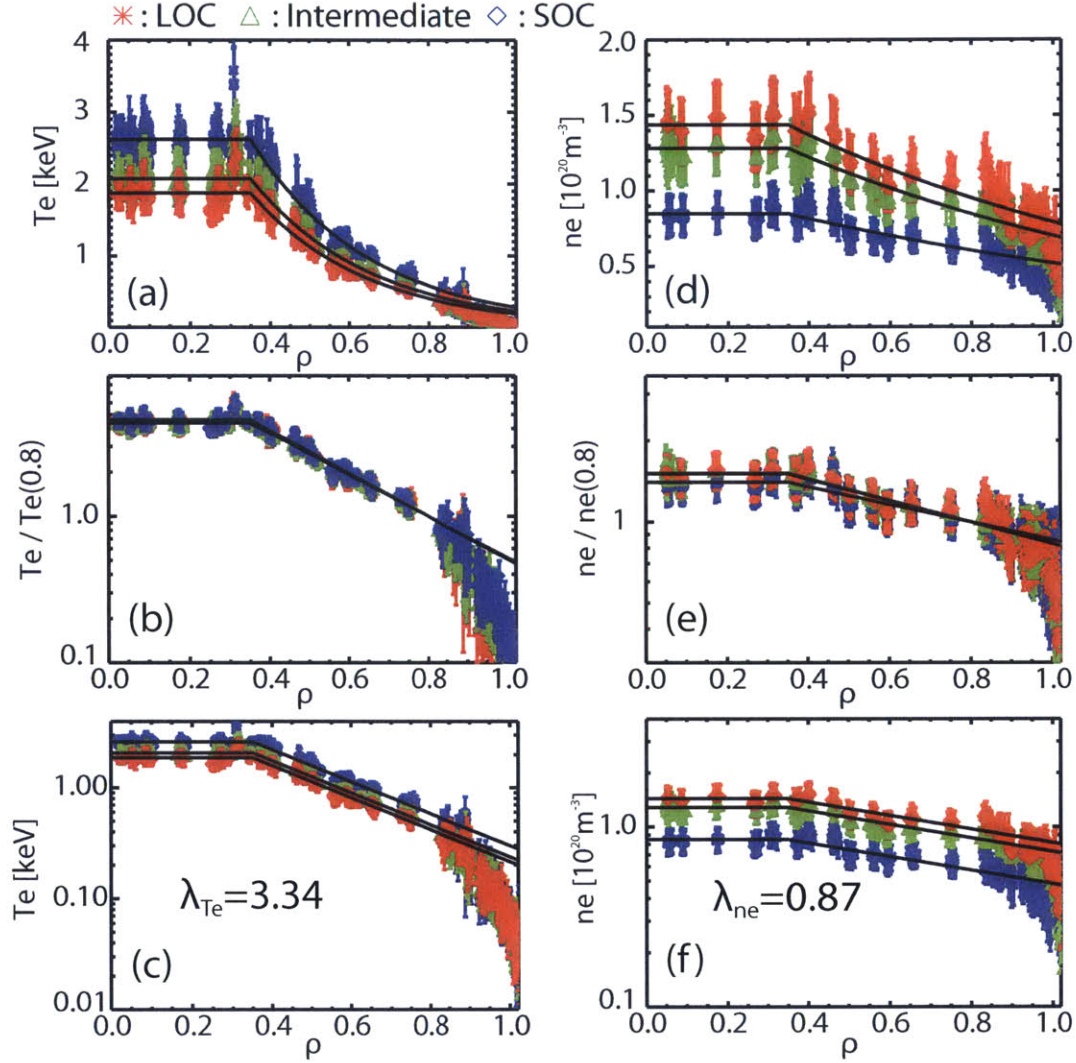 ✳ : LOC △ : Intermediate ◇ : SOC
4
3
2
1
Te [keV]
(a)
0.0 0.2 0.4 0.6 0.8 1.0
ρ
2.0
1.5
1.0
0.5
ne [10²⁰m⁻³]
(d)
0.0 0.2 0.4 0.6 0.8 1.0
ρ
1.0
0.1
Te / Te(0.8)
(b)
0.0 0.2 0.4 0.6 0.8 1.0
ρ
1
ne / ne(0.8)
(e)
0.0 0.2 0.4 0.6 0.8 1.0
ρ
1.00
0.10
0.01
Te [keV]
λTe=3.34
(c)
0.0 0.2 0.4 0.6 0.8 1.0
ρ
1.0
0.1
ne [10²⁰m⁻³]
λne=0.87
(f)
0.0 0.2 0.4 0.6 0.8 1.0
ρ